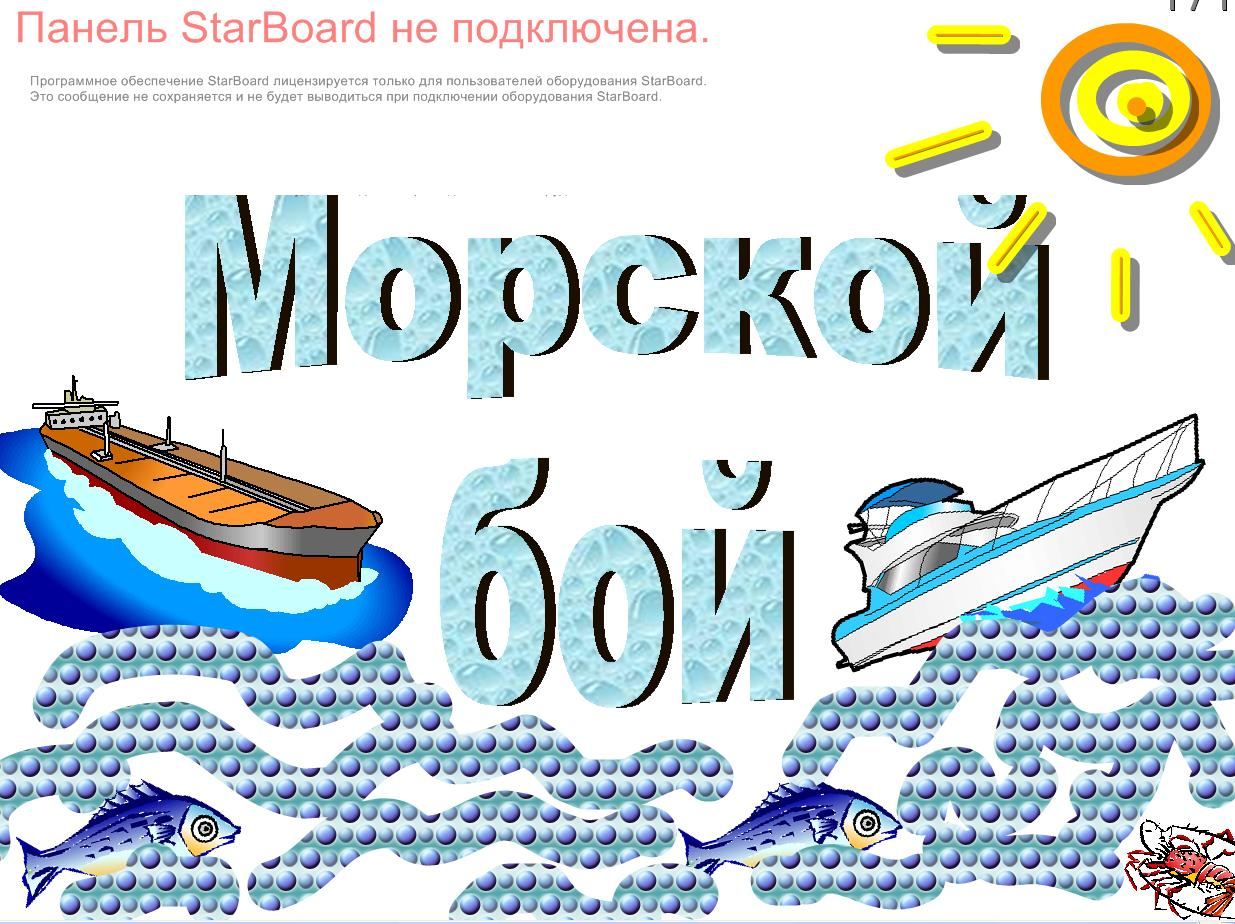 Панель StarBoard не подключена.
Программное обеспечение StarBoard лицензируется только для пользователей оборудования StarBoard.
Это сообщение не сохраняется и не будет выводиться при подключении оборудования StarBoard.
Морской
бой